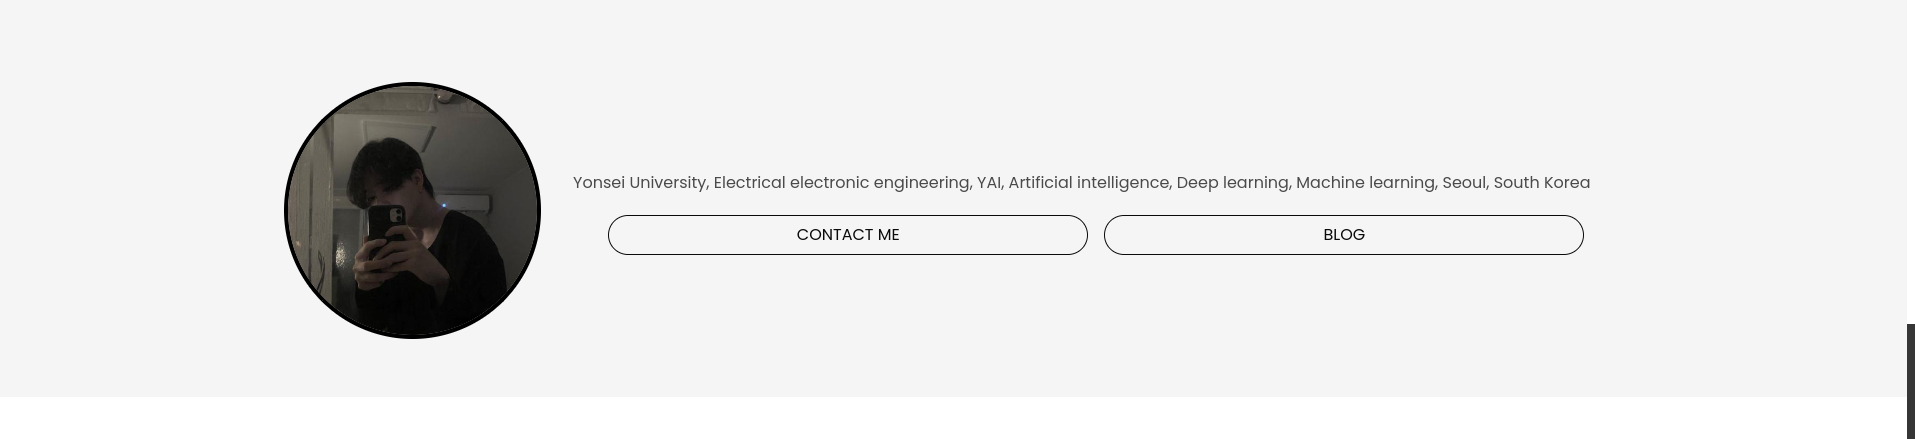 Yonsei University, Electrical electronic engineering, YAI, Artificial intelligence, Deep learning, Machine learning, Seoul, South Korea
CONTACT ME
BLOG